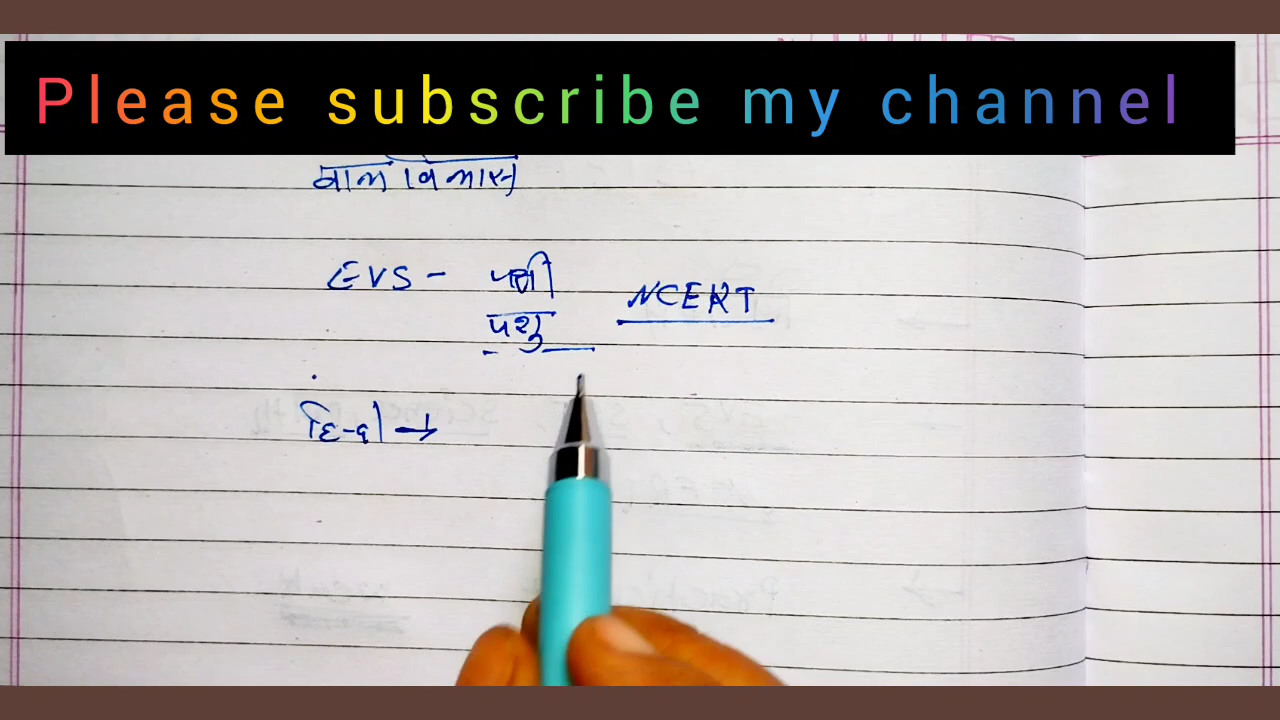 Please subscribe my channel
बाल विकास
EVS - पक्षी
पशु
NCERT
हिन्दी →